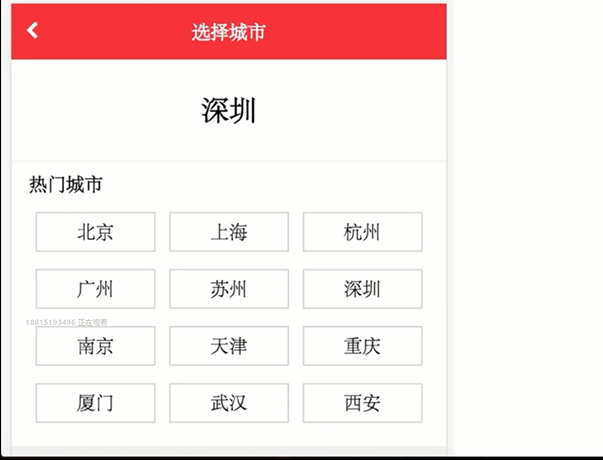 选择城市
深圳
热门城市
北京 上海 杭州
广州 苏州 深圳
18815193496 正在观看
南京 天津 重庆
厦门 武汉 西安